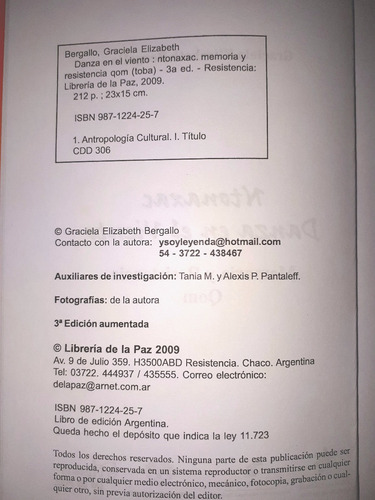 Bergallo, Graciela Elizabeth
Danza en el viento : ntonaxac. memoria y
resistencia qom (toba) - 3a ed. - Resistencia:
Librería de la Paz, 2009.
212 p. ; 23x15 cm.
ISBN 987-1224-25-7
1. Antropología Cultural. I. Título
CDD 306
© Graciela Elizabeth Bergallo
Contacto con la autora: ysoyleyenda@hotmail.com
54 - 3722 - 438467
Auxiliares de investigación: Tania M. y Alexis P. Pantaleff.
Fotografías: de la autora
3ª Edición aumentada
© Librería de la Paz 2009
Av. 9 de Julio 359. H3500ABD Resistencia. Chaco. Argentina
Tel: 03722. 444937 / 435555. Correo electrónico:
delapaz@arnet.com.ar
ISBN 987-1224-25-7
Libro de edición Argentina.
Queda hecho el depósito que indica la ley 11.723
Todos los derechos reservados. Ninguna parte de esta publicación puede ser
reproducida, conservada en un sistema reproductor o transmitirse en cualquier
forma o por cualquier medio electrónico, mecánico, fotocopia, grabación o cual-
quier otro, sin previa autorización del editor.